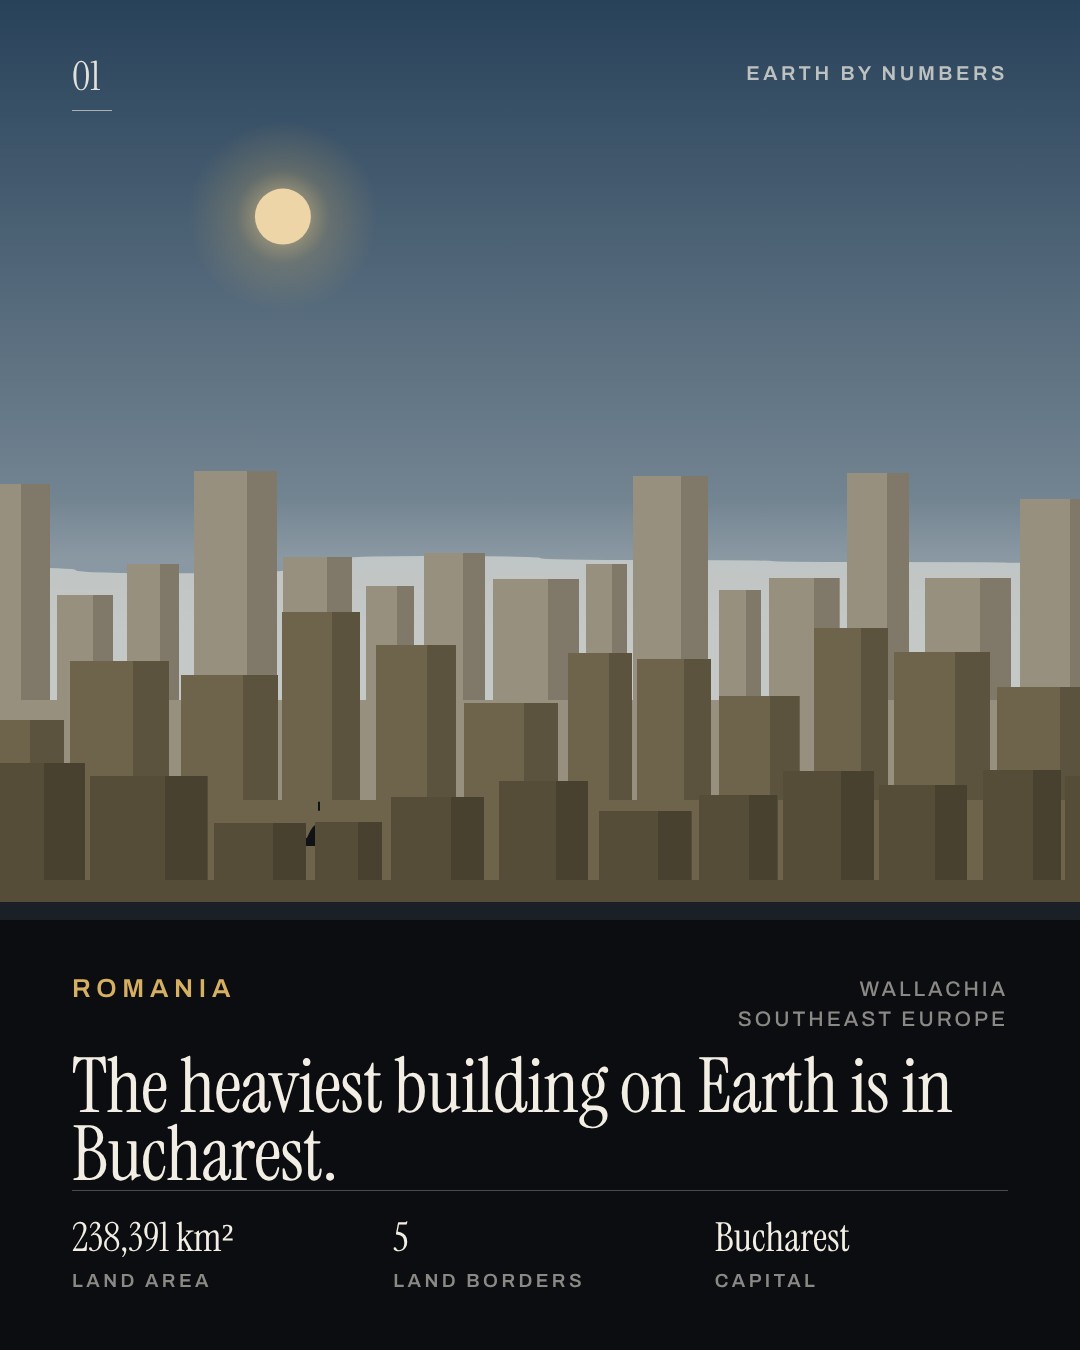 01
EARTH BY NUMBERS
ROMANIA
WALLACHIA
SOUTHEAST EUROPE
The heaviest building on Earth is in
Bucharest.
238,391 km²
LAND AREA
5
LAND BORDERS
Bucharest
CAPITAL